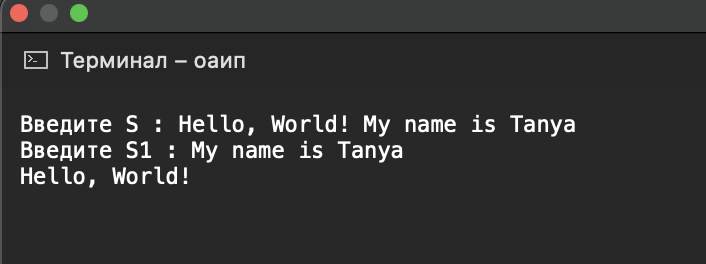 Терминал – оаип
Введите S : Hello, World! My name is Tanya
Введите S1 : My name is Tanya
Hello, World!